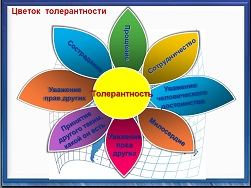 Цветок толерантности
Прощение
Сострадание
Сотрудничество
Уважение
прав других
Толерантность
Уважение
человеческого
достоинства
Принятие
другого таким,
какой он есть
Милосердие
Уважение
прав
других